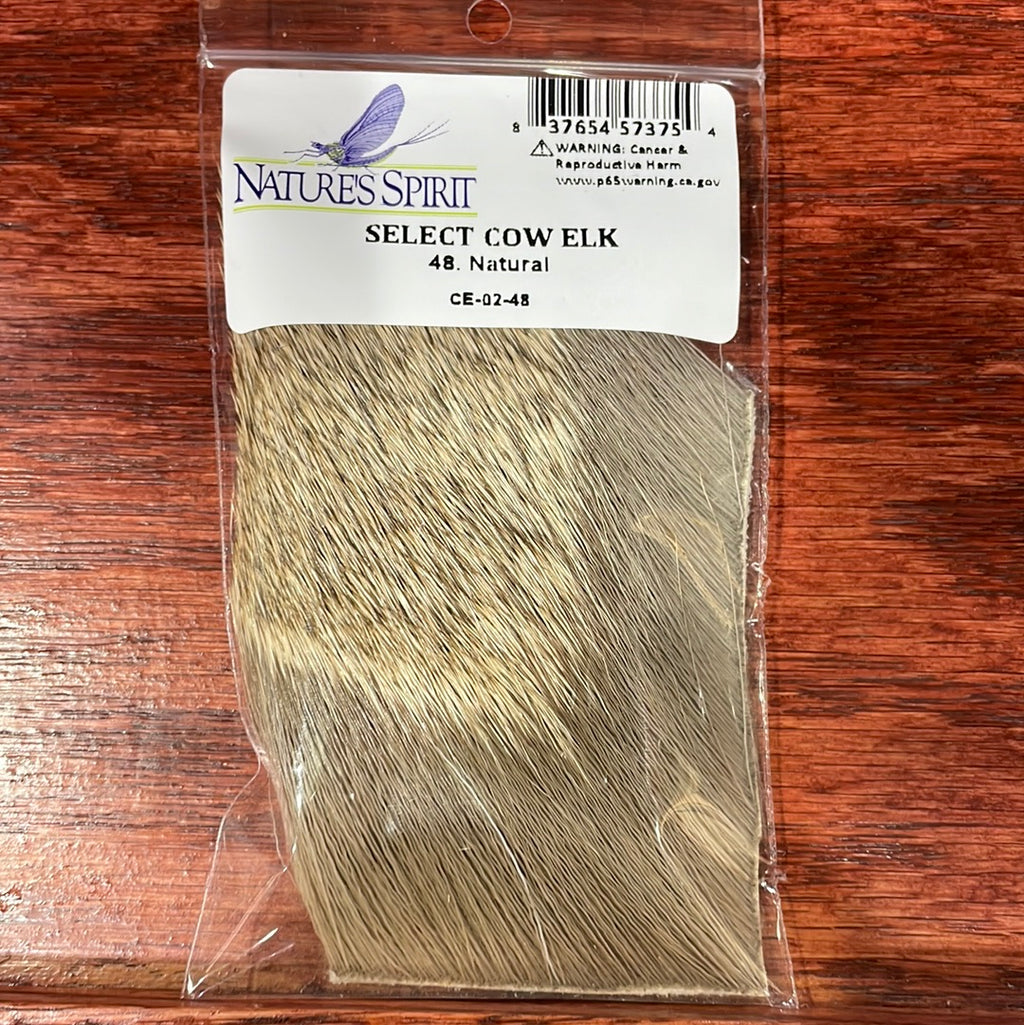 8 37654 57375 4
⚠ WARNING: Cancer &
Reproductive Harm
www.p65warning.ca.gov
NATURE'S SPIRIT
SELECT COW ELK
48. Natural
CE-02-48